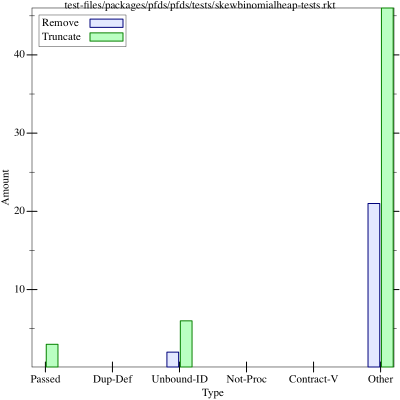 test-files/packages/pfds/pfds/tests/skewbinomialheap-tests.rkt
Remove
Truncate
40
30
20
10
Amount
Passed Dup-Def Unbound-ID Not-Proc Contract-V Other
Type